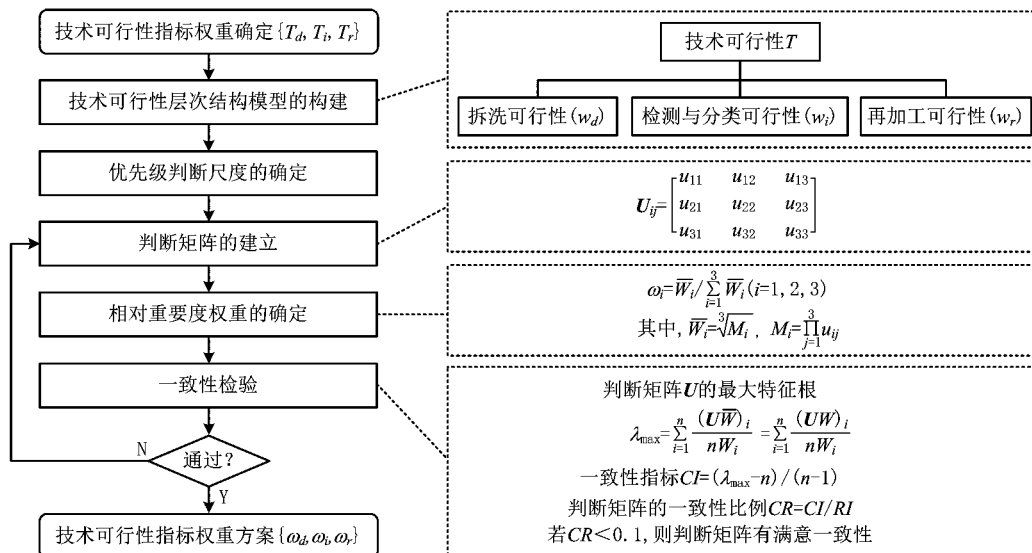 技术可行性指标权重确定{T_d, T_i, T_r}
技术可行性层次结构模型的构建
优先级判断尺度的确定
判断矩阵的建立
相对重要度权重的确定
一致性检验
通过?
N
Y
技术可行性指标权重方案{ω_d, ω_i, ω_r}
技术可行性T
拆洗可行性(w_d) 检测与分类可行性(w_i) 再加工可行性(w_r)
U_ij=[u_11 u_12 u_13
u_21 u_22 u_23
u_31 u_32 u_33]
ω_i=W̅_i/∑_{i=1}^{3} W̅_i(i=1, 2, 3)
其中, W̅_i=∛M_i, M_i=∏_{j=1}^{3} u_ij
判断矩阵U的最大特征根
λ_max=∑_{i=1}^{n} (UW̅)_i/nW_i =∑_{i=1}^{n} (UW)_i/nW_i
一致性指标CI=(λ_max-n)/(n-1)
判断矩阵的一致性比例CR=CI/RI
若CR<0.1,则判断矩阵有满意一致性